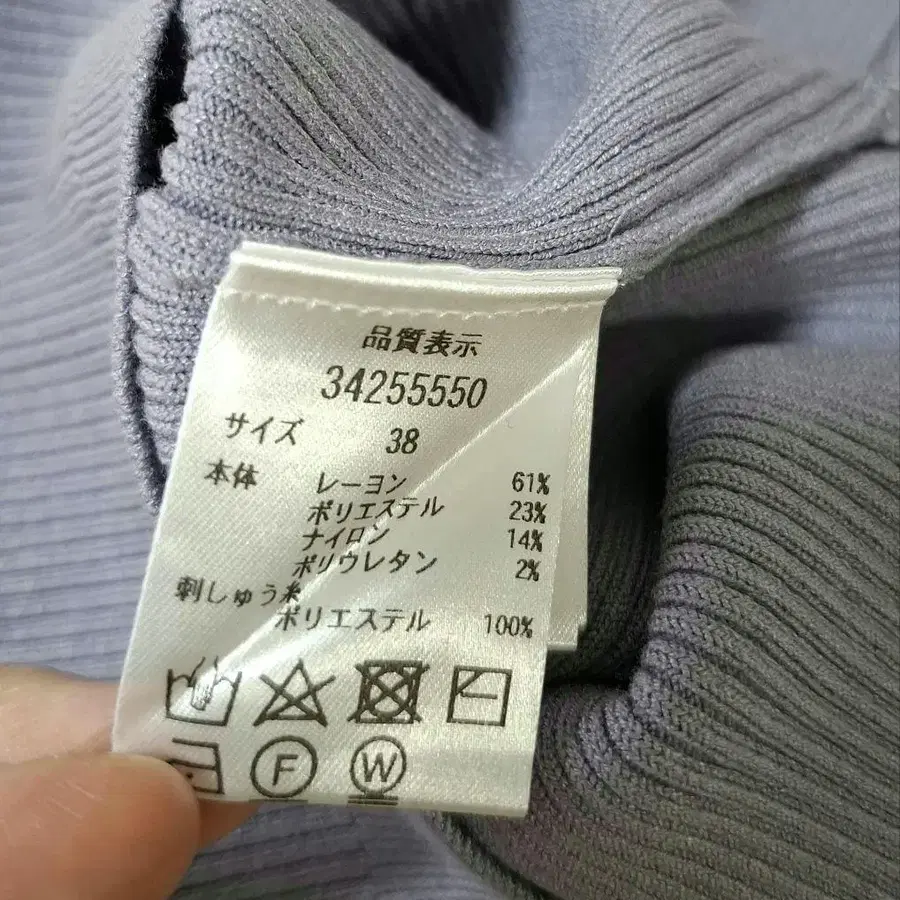 品質表示
34255550
サイズ 38
本体 レーヨン 61%
ポリエステル 23%
ナイロン 14%
ポリウレタン 2%
刺しゅう糸
ポリエステル 100%
F W